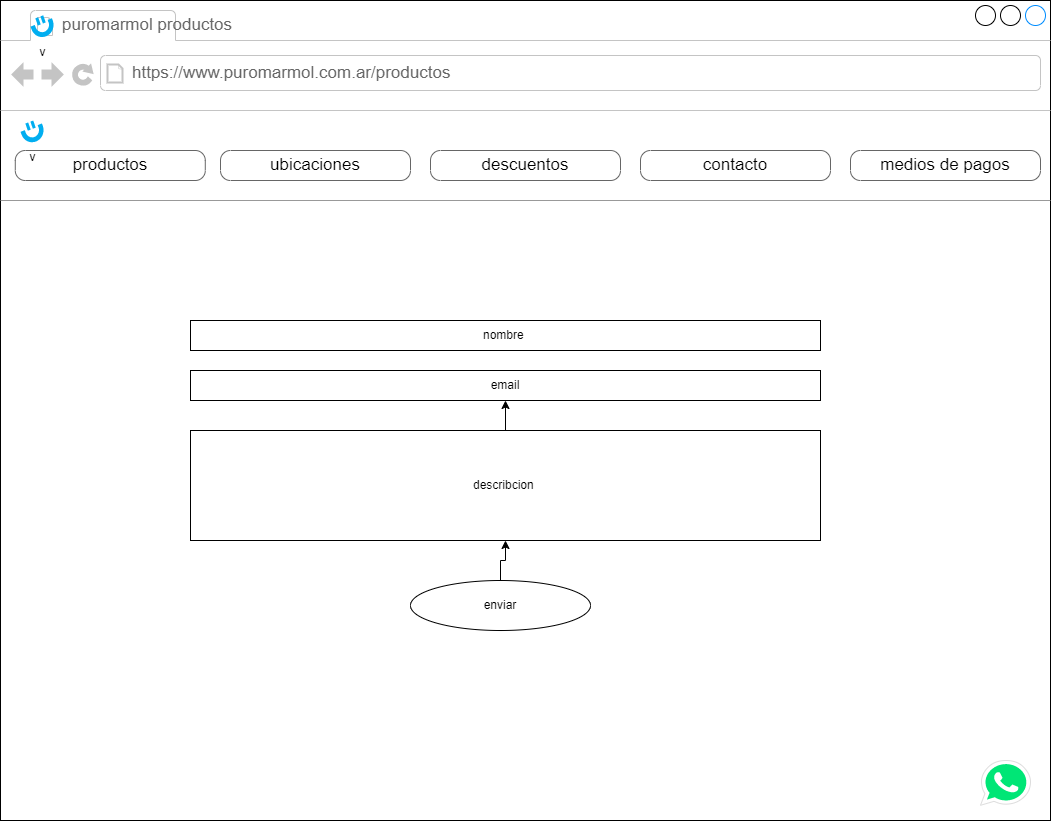 puromarmol productos
v
https://www.puromarmol.com.ar/productos
v
productos
ubicaciones
descuentos
contacto
medios de pagos
nombre
email
describcion
enviar